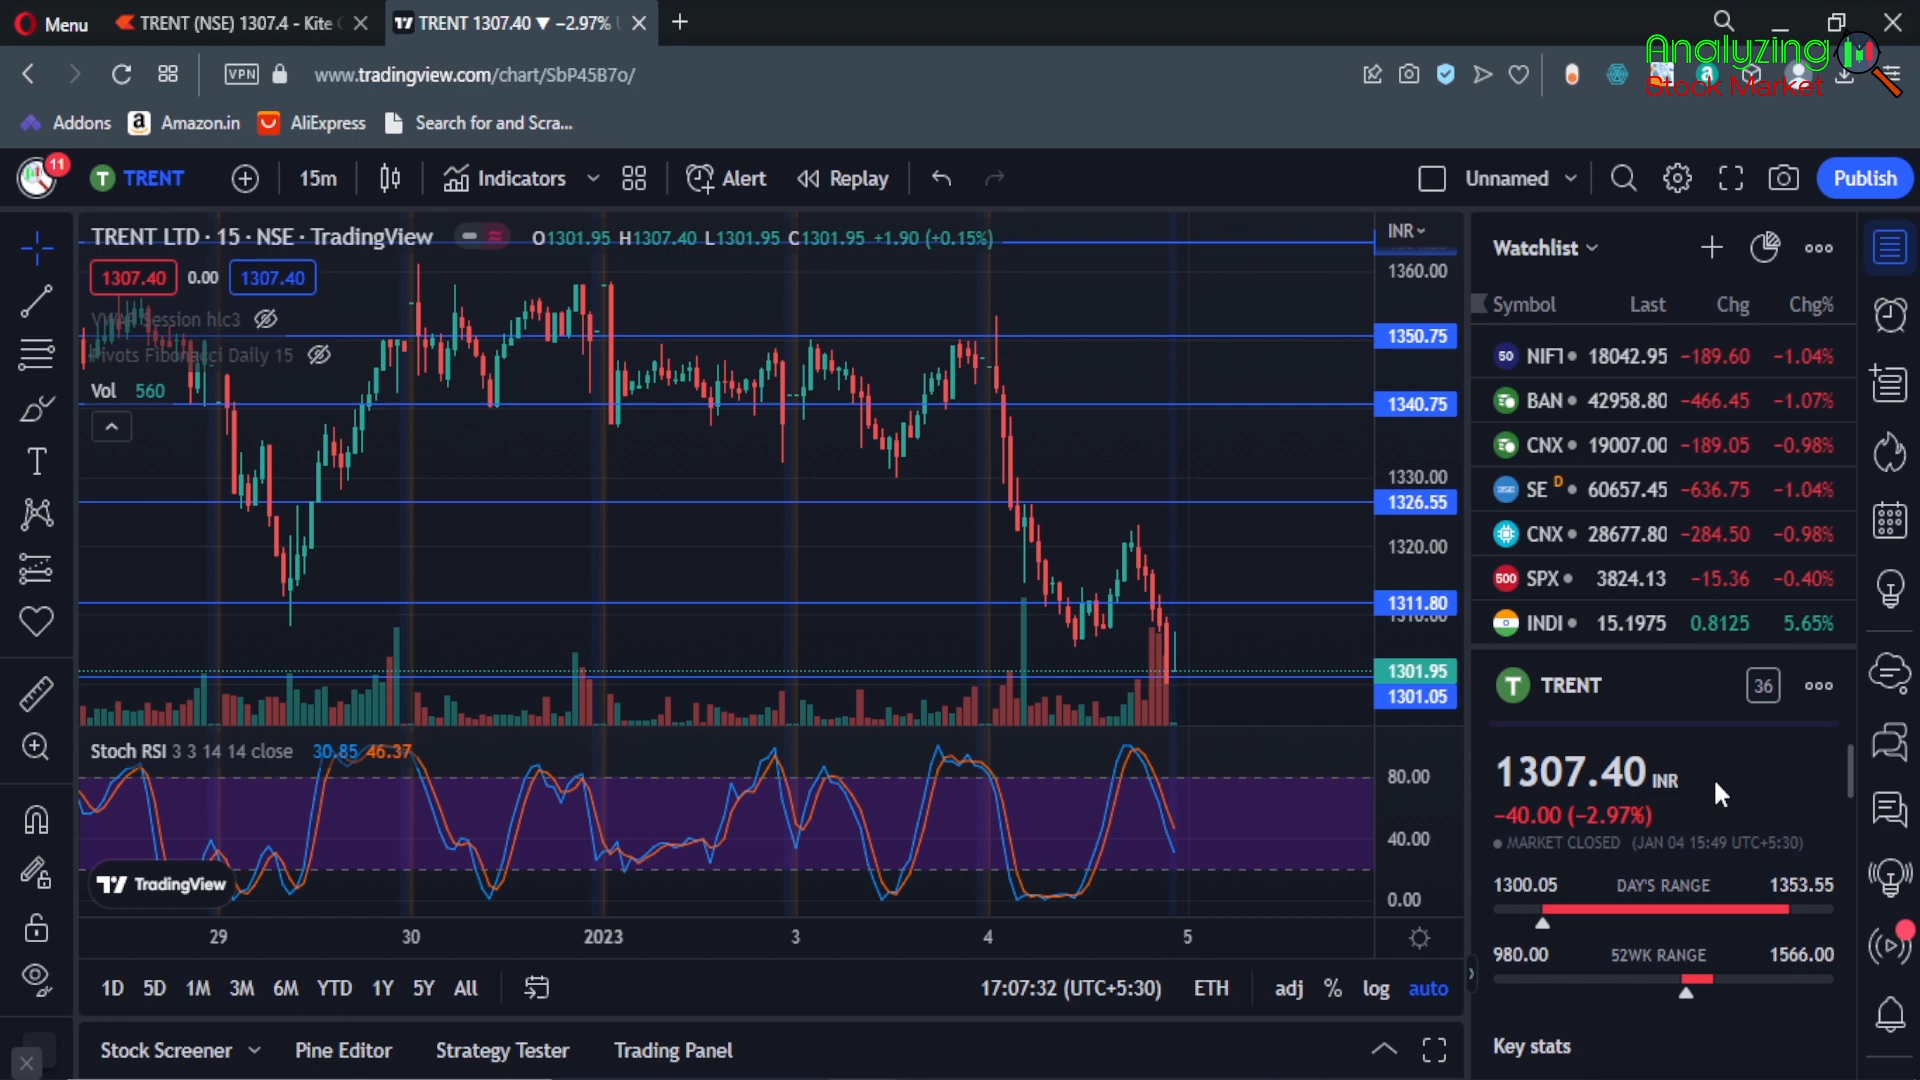 Menu
TRENT (NSE) 1307.4 - Kite
TRENT 1307.40 ▼ −2.97%
Analyzing
Stock Market
VPN
www.tradingview.com/chart/SbP45B7o/
Addons
a
Amazon.in
AliExpress
Search for and Scra...
11
T TRENT
15m
Indicators
Alert
Replay
Unnamed
Publish
TRENT LTD · 15 · NSE · TradingView
O1301.95 H1307.40 L1301.95 C1301.95 +1.90 (+0.15%)
INR
1307.40 0.00 1307.40
VWAP Session hlc3
Pivots Fibonacci Daily 15
Vol 560
1360.00
1350.75
1340.75
1330.00
1326.55
1320.00
1311.80
1310.00
1301.95
1301.05
Stoch RSI 3 3 14 14 close 30.85 46.37
80.00
40.00
0.00
TradingView
29 30 2023 3 4 5
1D 5D 1M 3M 6M YTD 1Y 5Y All
17:07:32 (UTC+5:30) ETH adj % log auto
Stock Screener Pine Editor Strategy Tester Trading Panel
Watchlist
Symbol Last Chg Chg%
50 NIFT 18042.95 −189.60 −1.04%
BAN 42958.80 −466.45 −1.07%
CNX 19007.00 −189.05 −0.98%
SE D 60657.45 −636.75 −1.04%
CNX 28677.80 −284.50 −0.98%
500 SPX 3824.13 −15.36 −0.40%
INDI 15.1975 0.8125 5.65%
T TRENT 36
1307.40 INR
−40.00 (−2.97%)
MARKET CLOSED (JAN 04 15:49 UTC+5:30)
1300.05 DAY'S RANGE 1353.55
980.00 52WK RANGE 1566.00
Key stats